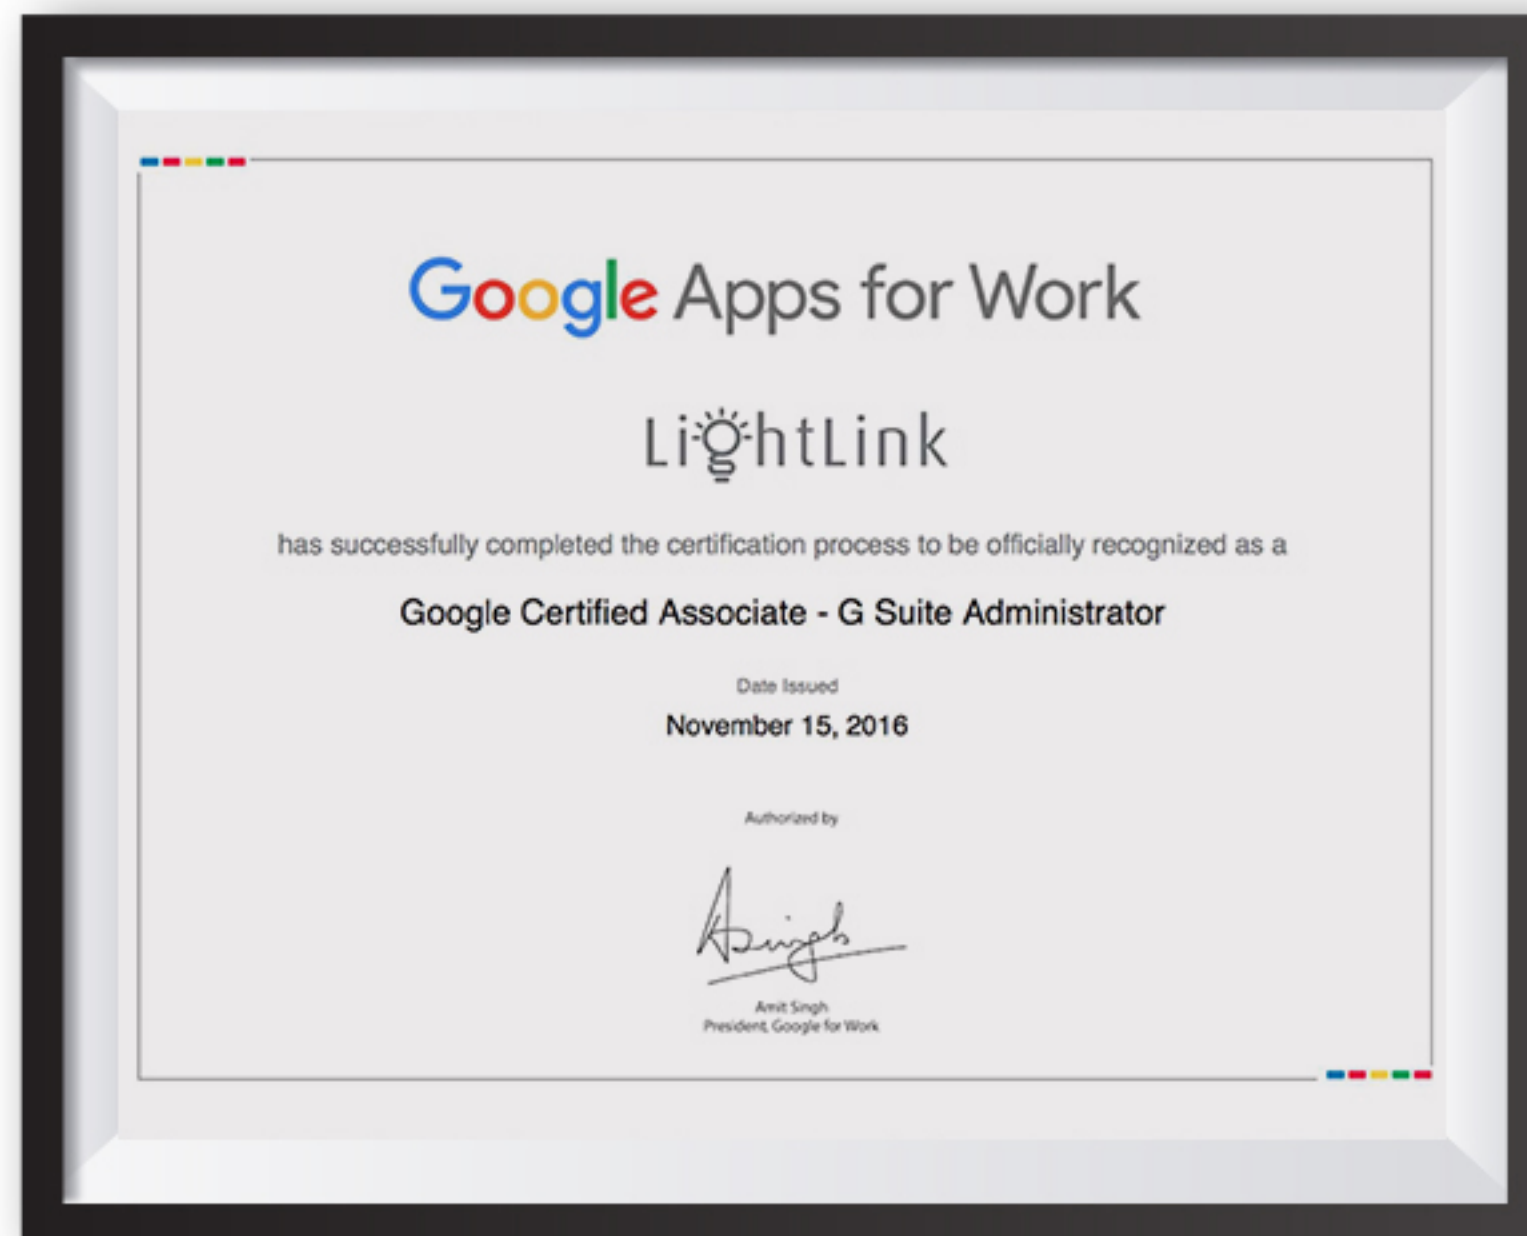 Google Apps for Work
LightLink
has successfully completed the certification process to be officially recognized as a
Google Certified Associate - G Suite Administrator
Date Issued
November 15, 2016
Authorized by
Asingh
Amit Singh
President, Google for Work